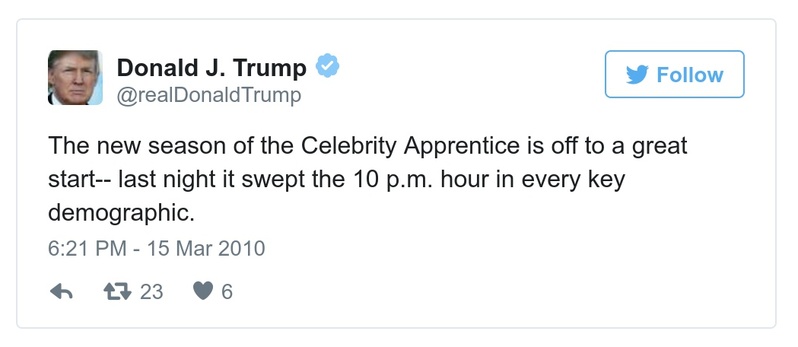 Donald J. Trump
@realDonaldTrump
Follow
The new season of the Celebrity Apprentice is off to a great
start-- last night it swept the 10 p.m. hour in every key
demographic.
6:21 PM - 15 Mar 2010
23 6